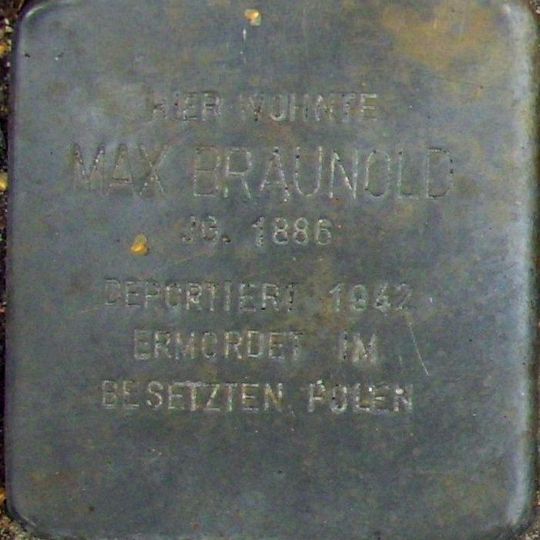 HIER WOHNTE
MAX BRAUNOLD
JG. 1886
DEPORTIERT 1942
ERMORDET IM
BESETZTEN POLEN